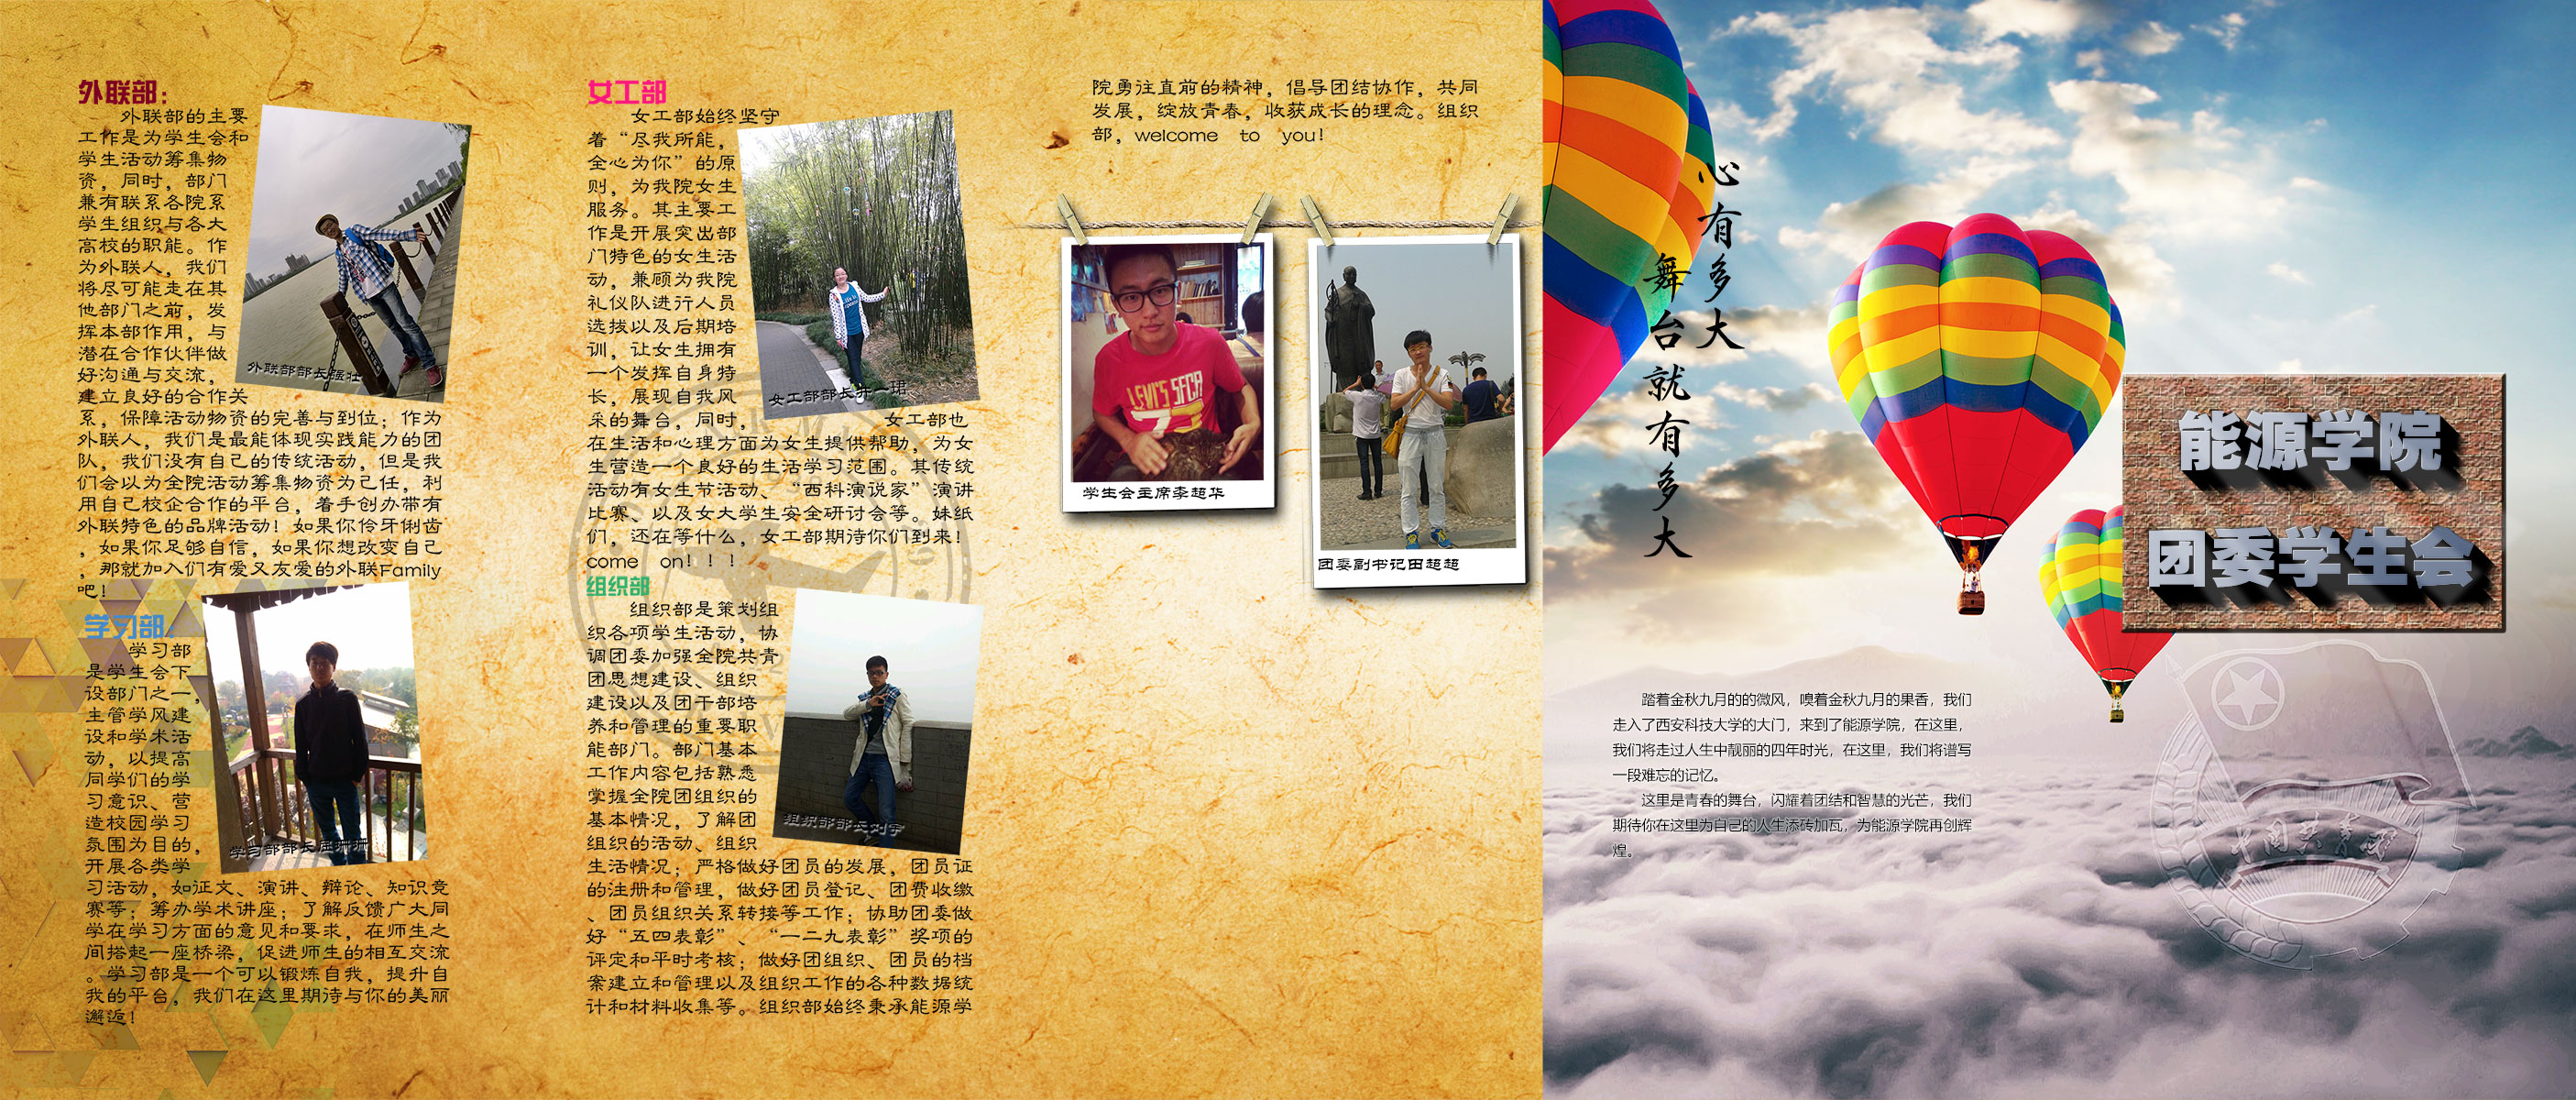 外联部：
外联部的主要
工作是为学生会和
学生活动筹集物
资，同时，部门
兼有联系各院系
学生组织与各大
高校的职能。作
为外联人，我们
将尽可能走在其
他部门之前，发
挥本部作用，与
潜在合作伙伴做
好沟通与交流，
建立良好的合作关
系，保障活动物资的完善与到位；作为
外联人，我们是最能体现实践能力的团
队，我们没有自己的传统活动，但是我
们会以为全院活动筹集物资为己任，利
用自己校企合作的平台，着手创办带有
外联特色的品牌活动！如果你伶牙俐齿
，如果你足够自信，如果你想改变自己
，那就加入们有爱又友爱的外联Family
吧！
外联部部长强壮
学习部：
学习部
是学生会下
设部门之一，
主管学风建
设和学术活
动，以提高
同学们的学
习意识、营
造校园学习
氛围为目的，
开展各类学
习活动，如征文、演讲、辩论、知识竞
赛等；筹办学术讲座；了解反馈广大同
学在学习方面的意见和要求，在师生之
间搭起一座桥梁，促进师生的相互交流
。学习部是一个可以锻炼自我，提升自
我的平台，我们在这里期待与你的美丽
邂逅！
学习部部长屈珊珊
女工部
女工部始终坚守
着“尽我所能，
全心为你”的原
则，为我院女生
服务。其主要工
作是开展突出部
门特色的女生活
动，兼顾为我院
礼仪队进行人员
选拔以及后期培
训，让女生拥有
一个发挥自身特
长，展现自我风
采的舞台，同时，女工部也
在生活和心理方面为女生提供帮助，为女
生营造一个良好的生活学习范围。其传统
活动有女生节活动、“西科演说家”演讲
比赛、以及女大学生安全研讨会等。妹纸
们，还在等什么，女工部期待你们到来！
come on！！！
女工部部长井一珺
组织部
组织部是策划组
织各项学生活动，协
调团委加强全院共青
团思想建设、组织
建设以及团干部培
养和管理的重要职
能部门。部门基本
工作内容包括熟悉
掌握全院团组织的
基本情况，了解团
组织的活动、组织
生活情况；严格做好团员的发展，团员证
的注册和管理，做好团员登记、团费收缴
、团员组织关系转接等工作；协助团委做
好“五四表彰”、“一二九表彰”奖项的
评定和平时考核；做好团组织、团员的档
案建立和管理以及组织工作的各种数据统
计和材料收集等。组织部始终秉承能源学
组织部部长刘宇
院勇注直前的精神，倡导团结协作，共同
发展，绽放青春，收获成长的理念。组织
部，welcome to you！
LEVI'S
学生会主席李超华
团委副书记田超超
心有多大
舞台就有多大
能源学院
团委学生会
踏着金秋九月的的微风，嗅着金秋九月的果香，我们
走入了西安科技大学的大门，来到了能源学院，在这里，
我们将走过人生中靓丽的四年时光，在这里，我们将谱写
一段难忘的记忆。
这里是青春的舞台，闪耀着团结和智慧的光芒，我们
期待你在这里为自己的人生添砖加瓦，为能源学院再创辉
煌。
中国共青团